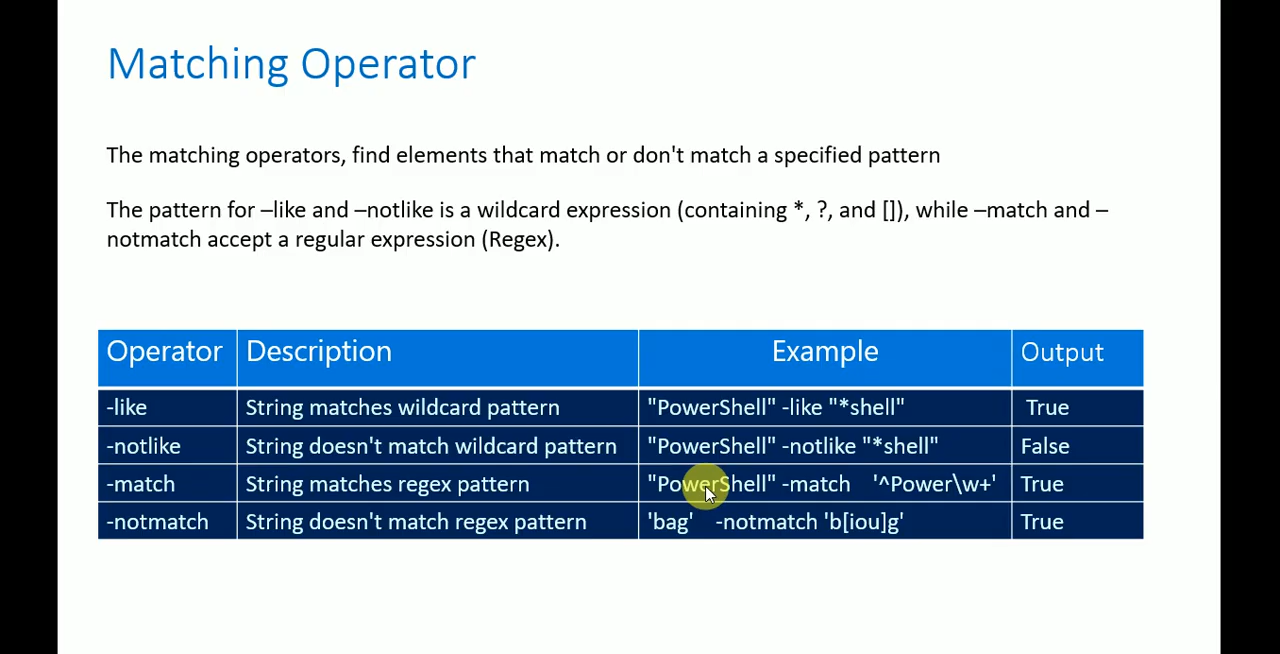 Matching Operator
The matching operators, find elements that match or don't match a specified pattern
The pattern for –like and –notlike is a wildcard expression (containing *, ?, and []), while –match and –
notmatch accept a regular expression (Regex).
Operator Description Example Output
-like String matches wildcard pattern "PowerShell" -like "*shell" True
-notlike String doesn't match wildcard pattern "PowerShell" -notlike "*shell" False
-match String matches regex pattern "PowerShell" -match '^Power\w+' True
-notmatch String doesn't match regex pattern 'bag' -notmatch 'b[iou]g' True